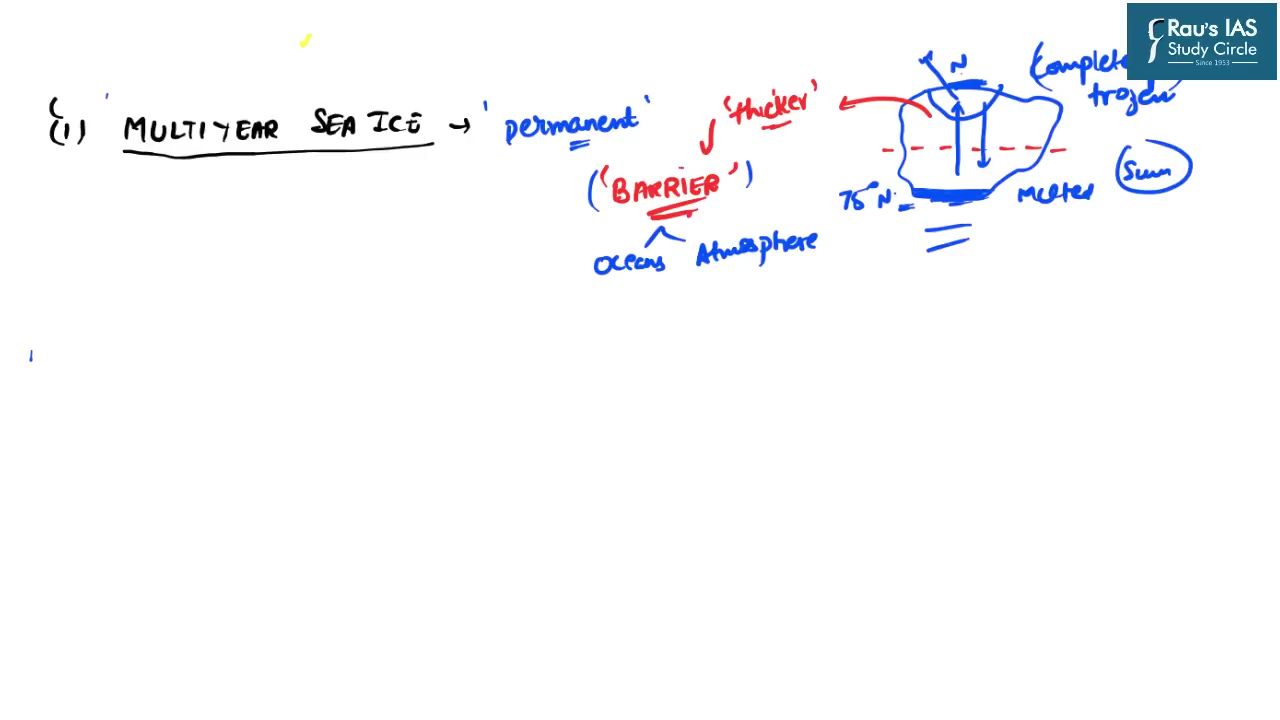 Rau's IAS
Study Circle
Since 1953
N
(Complete
frozen
(1) MULTIYEAR SEA ICE → 'permanent'
'thicker'
('BARRIER')
Oceans Atmosphere
75° N
Melted
Sun